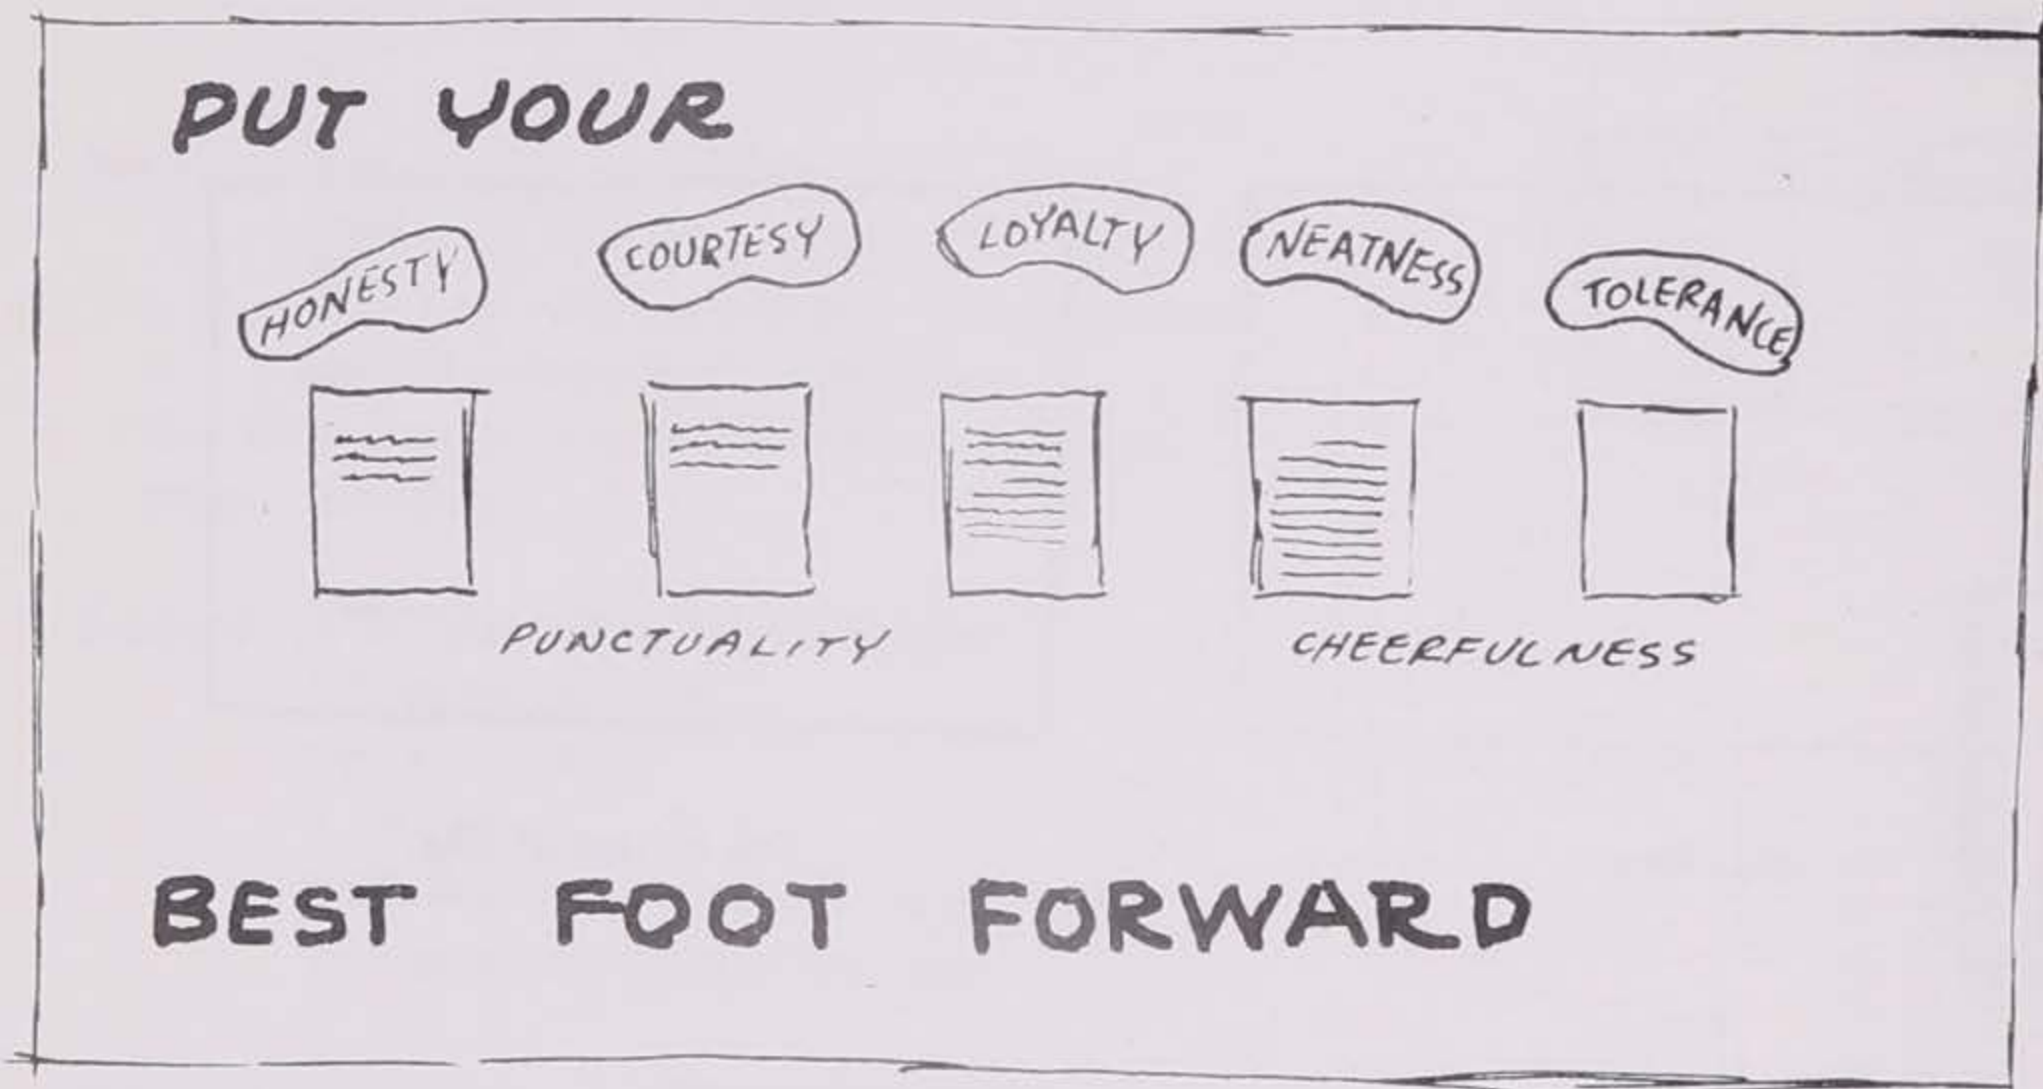 PUT YOUR
HONESTY
COURTESY
LOYALTY
NEATNESS
TOLERANCE
PUNCTUALITY
CHEERFULNESS
BEST FOOT FORWARD